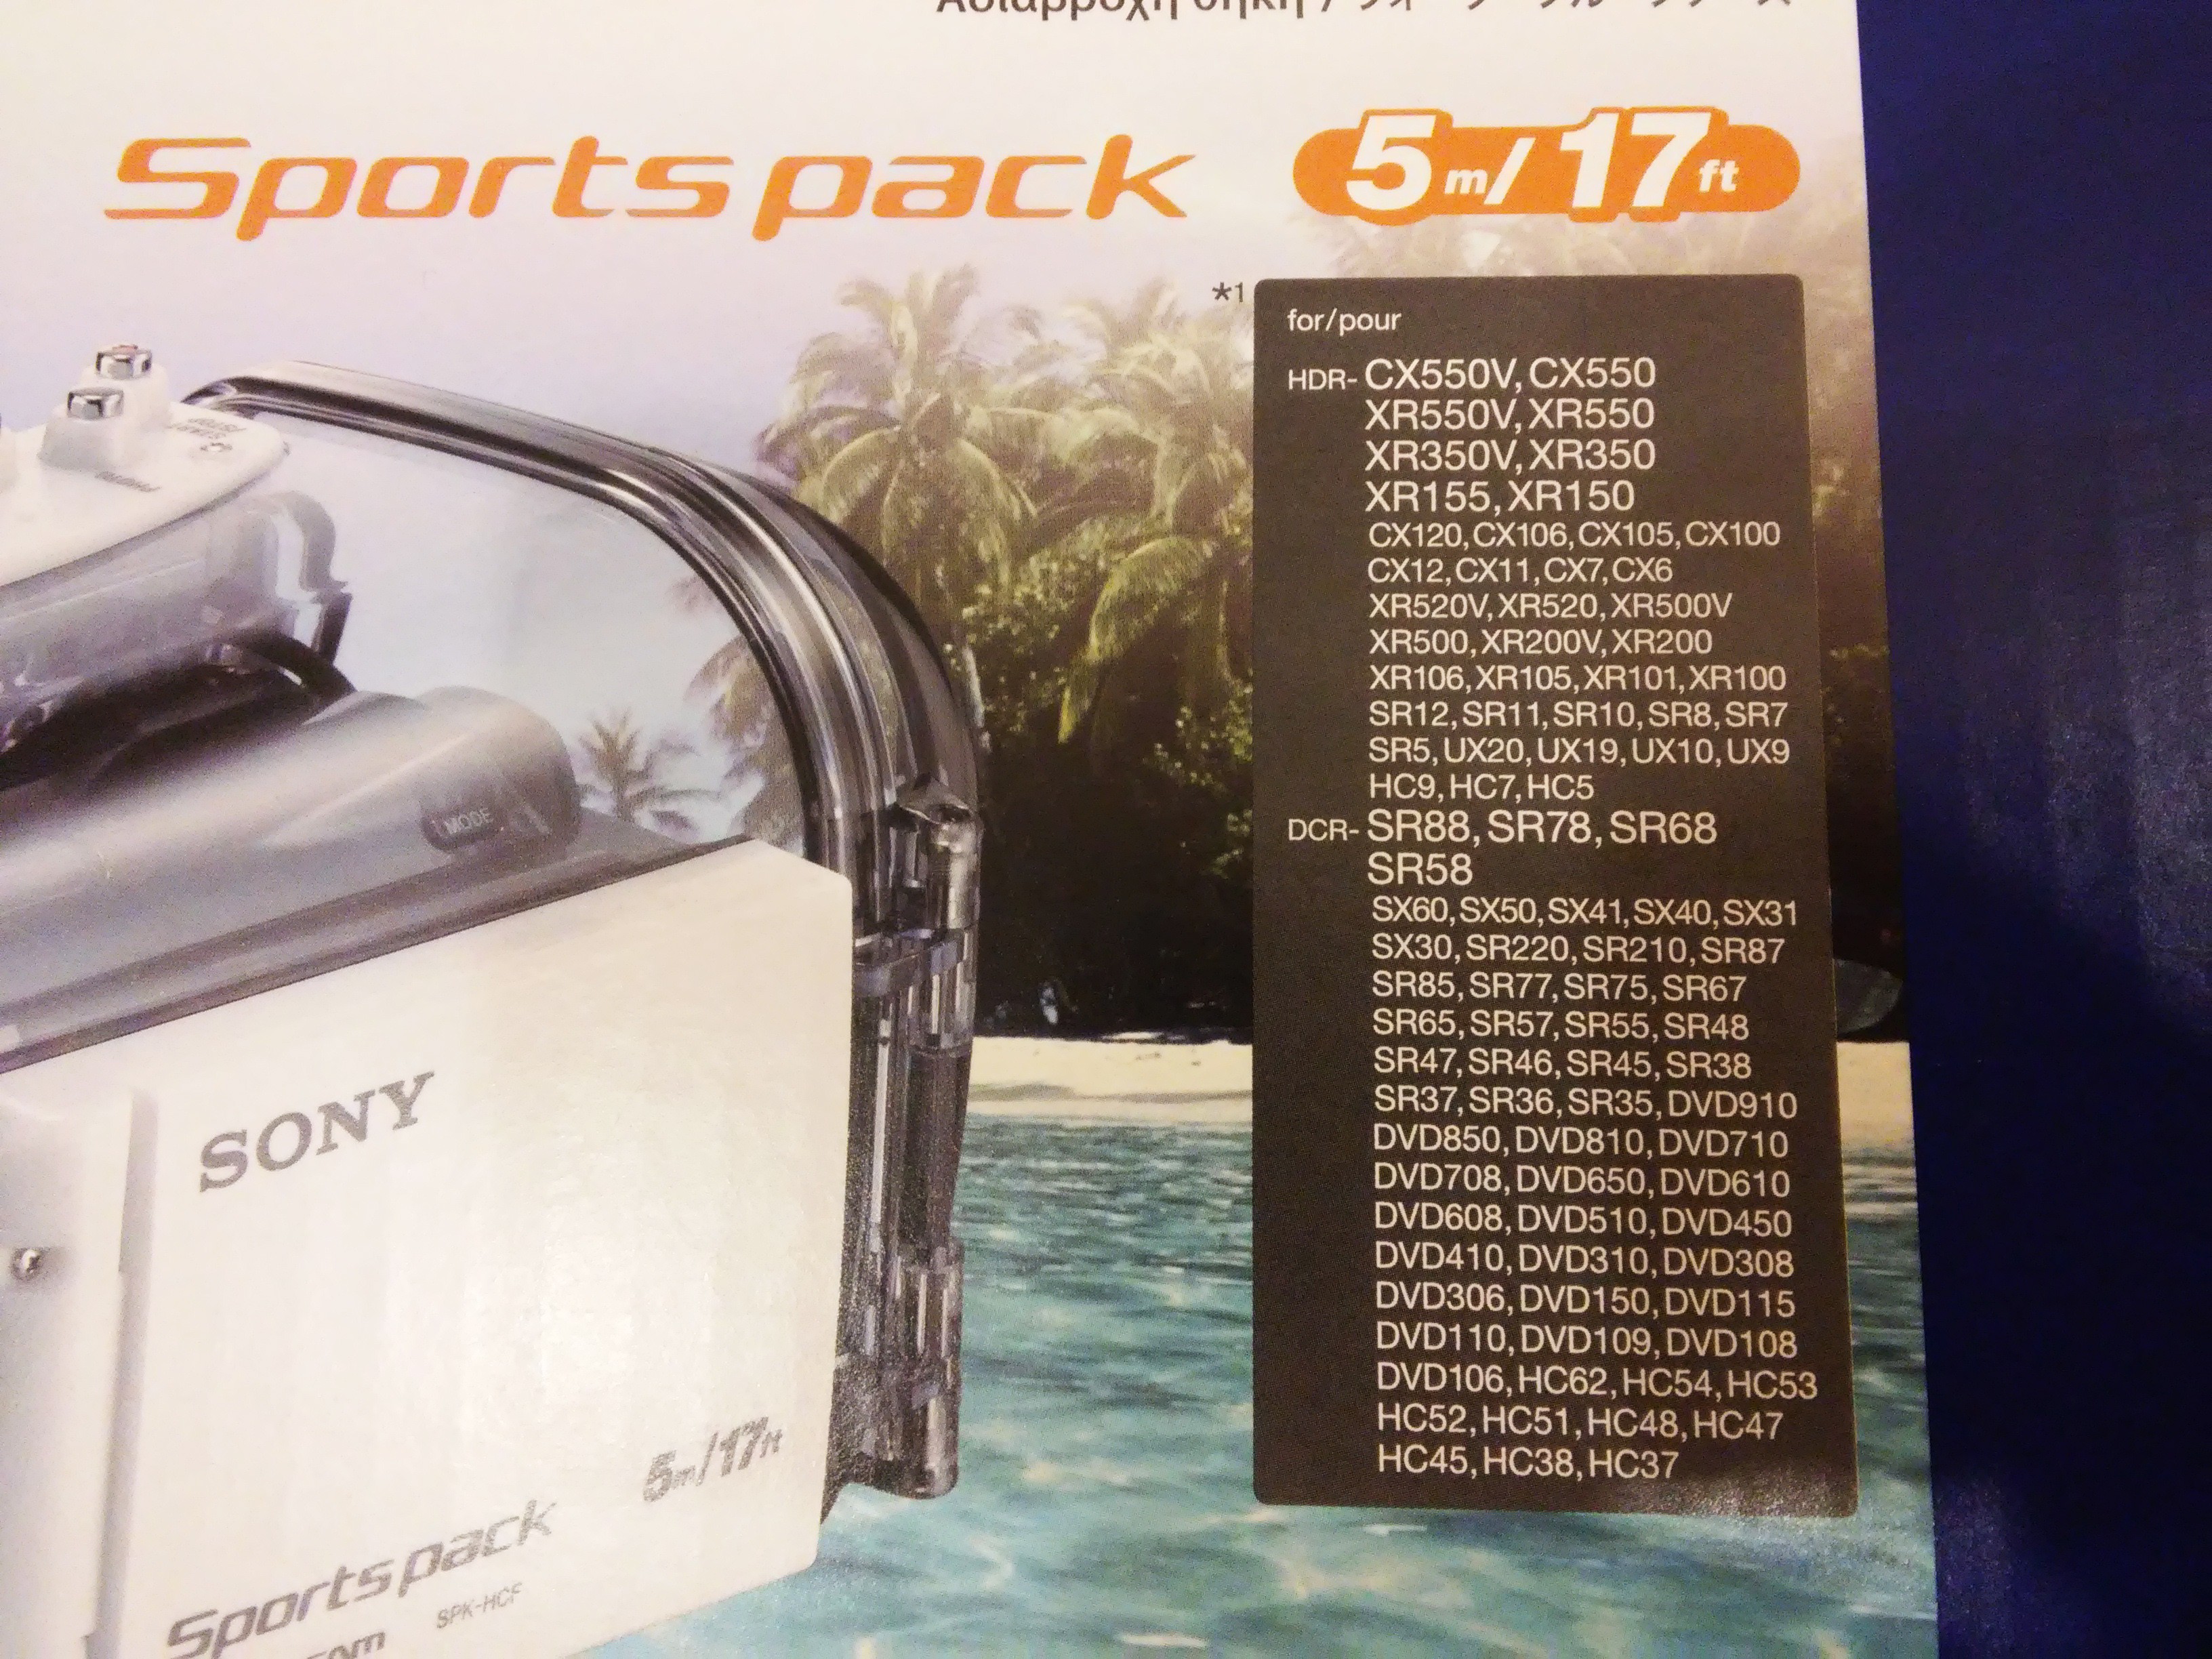 Αδιάβροχη θήκη /
Sports pack 5m/17ft
*1
for/pour
HDR-CX550V, CX550
XR550V, XR550
XR350V, XR350
XR155, XR150
CX120, CX106, CX105, CX100
CX12, CX11, CX7, CX6
XR520V, XR520, XR500V
XR500, XR200V, XR200
XR106, XR105, XR101, XR100
SR12, SR11, SR10, SR8, SR7
SR5, UX20, UX19, UX10, UX9
HC9, HC7, HC5
DCR-SR88, SR78, SR68
SR58
SX60, SX50, SX41, SX40, SX31
SX30, SR220, SR210, SR87
SR85, SR77, SR75, SR67
SR65, SR57, SR55, SR48
SR47, SR46, SR45, SR38
SR37, SR36, SR35, DVD910
DVD850, DVD810, DVD710
DVD708, DVD650, DVD610
DVD608, DVD510, DVD450
DVD410, DVD310, DVD308
DVD306, DVD150, DVD115
DVD110, DVD109, DVD108
DVD106, HC62, HC54, HC53
HC52, HC51, HC48, HC47
HC45, HC38, HC37
START
/STOP
PHOTO
MODE
SONY
5m/17ft
Sports pack
SPK-HCF